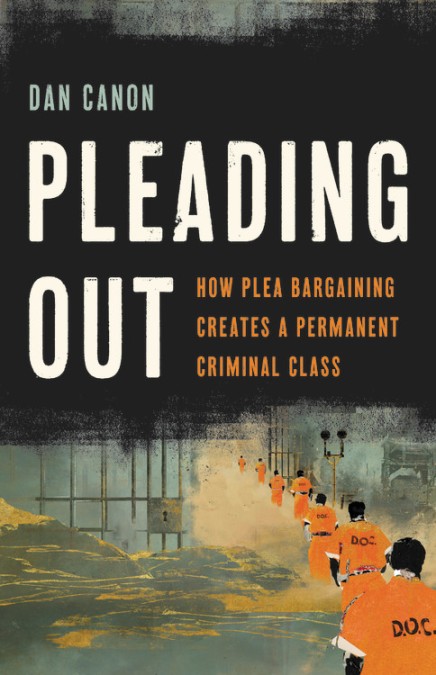 DAN CANON
PLEADING
OUT
HOW PLEA BARGAINING
CREATES A PERMANENT
CRIMINAL CLASS
D.O.C.
D.O.C.